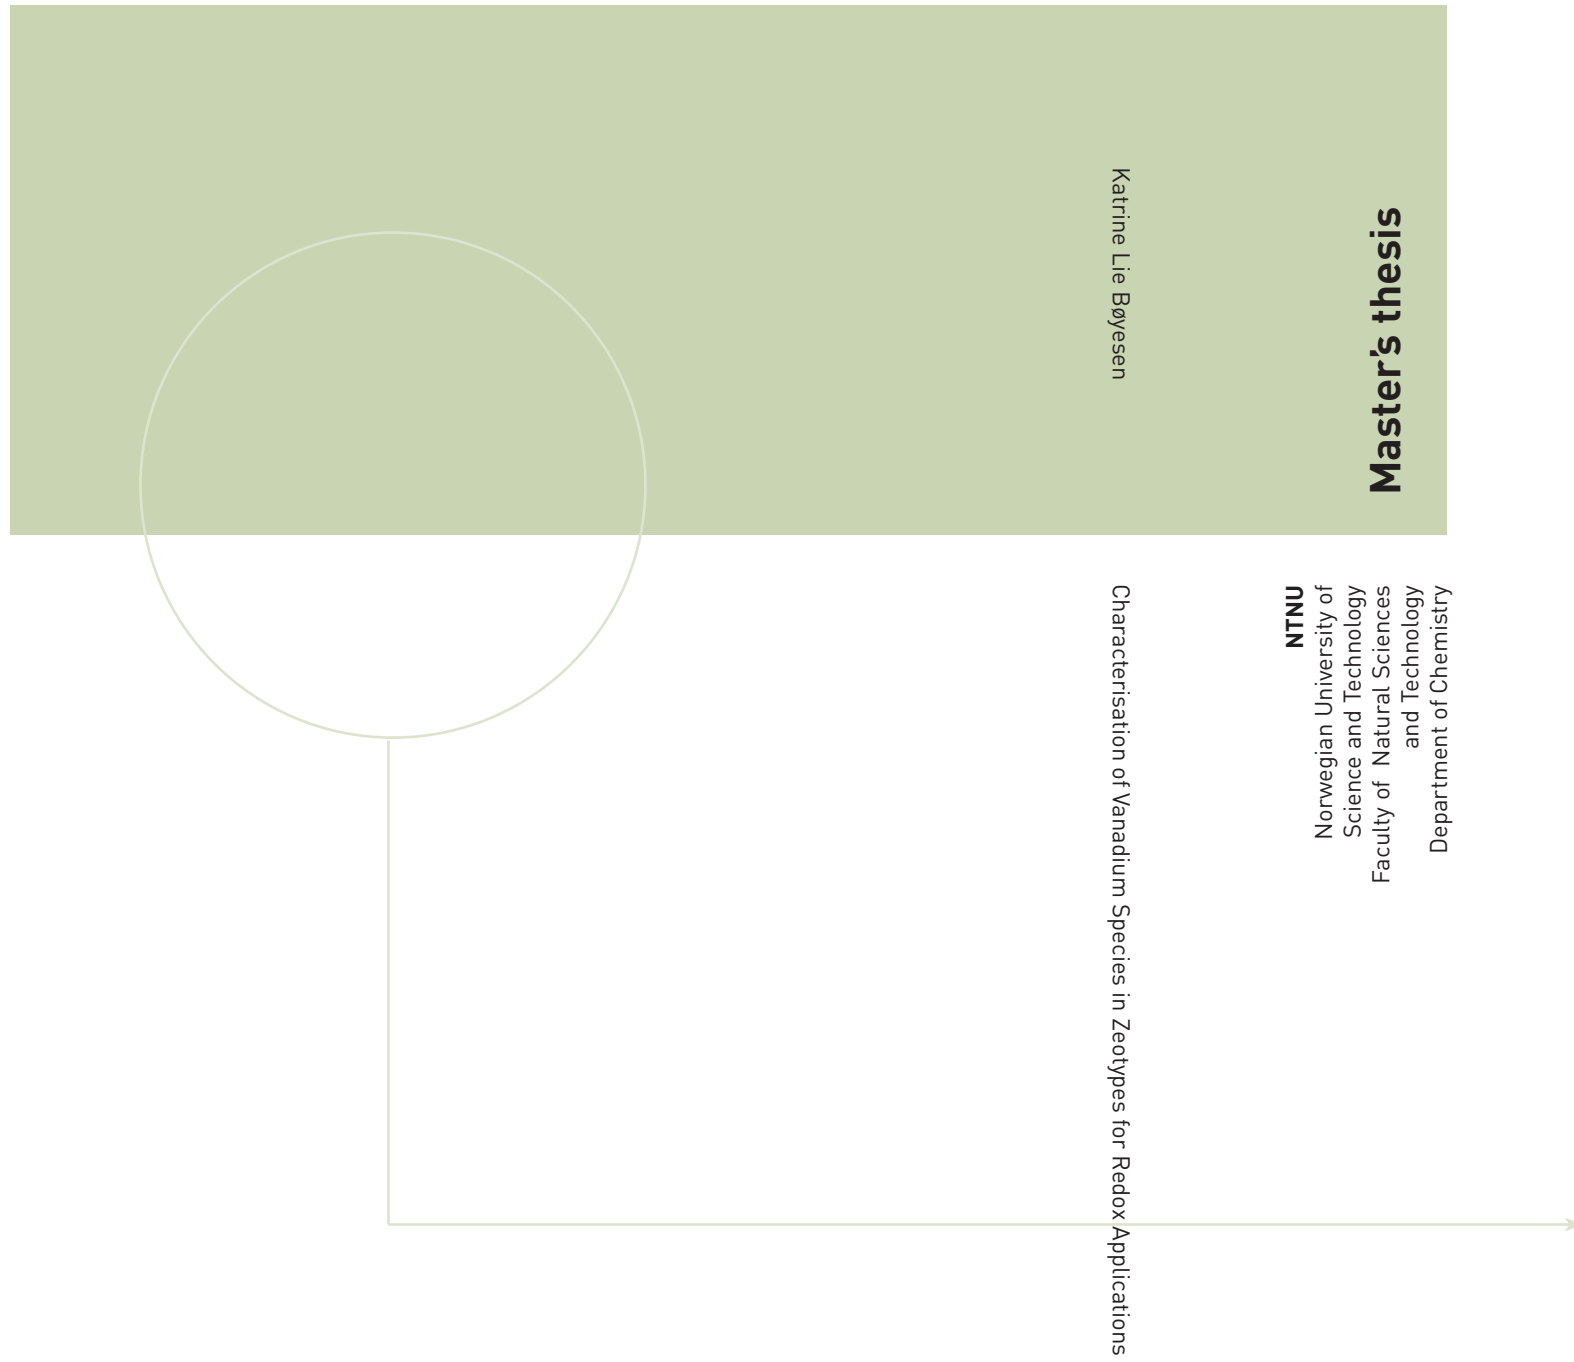 Katrine Lie Bøyesen
Characterisation of Vanadium Species in Zeotypes for Redox Applications
NTNU
Norwegian University of
Science and Technology
Faculty of Natural Sciences
and Technology
Department of Chemistry
Master's thesis